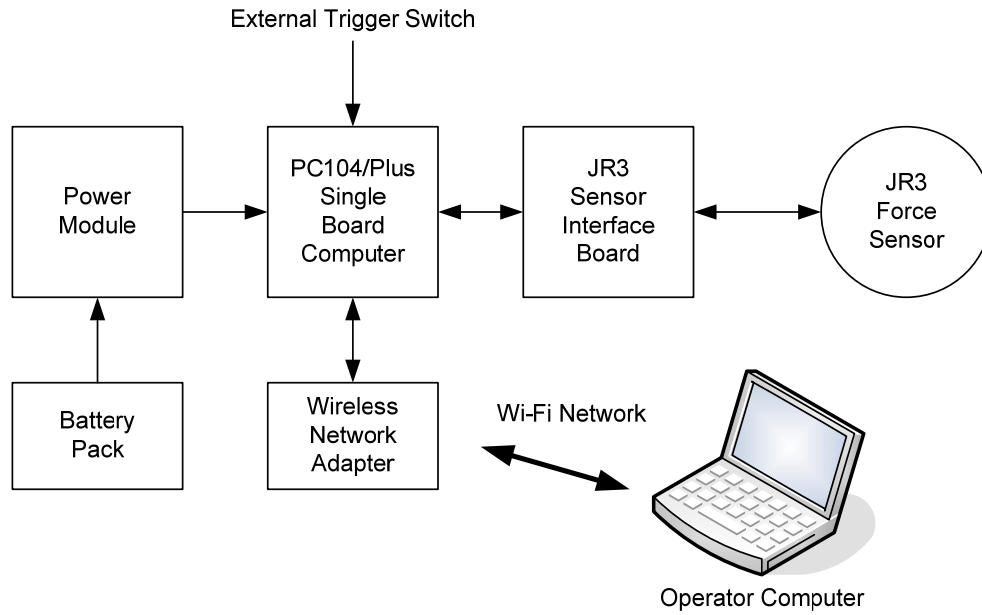 External Trigger Switch
Power
Module
PC104/Plus
Single
Board
Computer
JR3
Sensor
Interface
Board
JR3
Force
Sensor
Battery
Pack
Wireless
Network
Adapter
Wi-Fi Network
Operator Computer